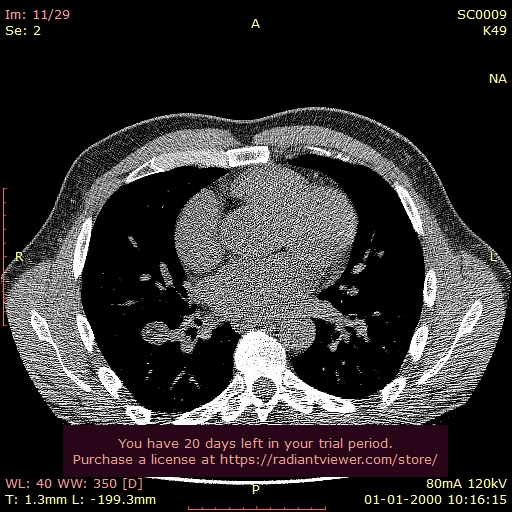 Im: 11/29
Se: 2
A
SC0009
K49
NA
R
L
You have 20 days left in your trial period.
Purchase a license at https://radiantviewer.com/store/
WL: 40 WW: 350 [D]
T: 1.3mm L: -199.3mm
P
80mA 120kV
01-01-2000 10:16:15